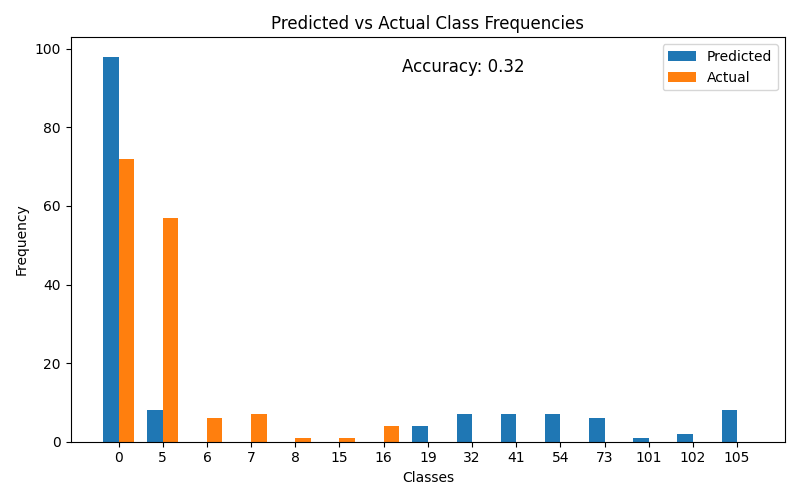 Predicted vs Actual Class Frequencies
Accuracy: 0.32
Predicted
Actual
Frequency
100
80
60
40
20
0
0 5 6 7 8 15 16 19 32 41 54 73 101 102 105
Classes